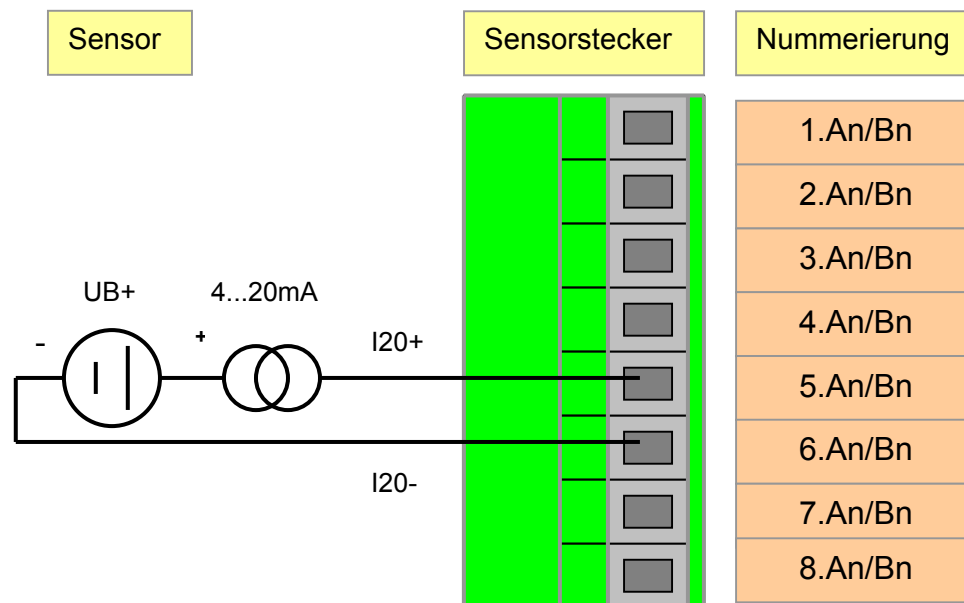 Sensor
Sensorstecker
Nummerierung
1.An/Bn
2.An/Bn
3.An/Bn
4.An/Bn
5.An/Bn
6.An/Bn
7.An/Bn
8.An/Bn
UB+
4...20mA
-
+
I20+
I20-